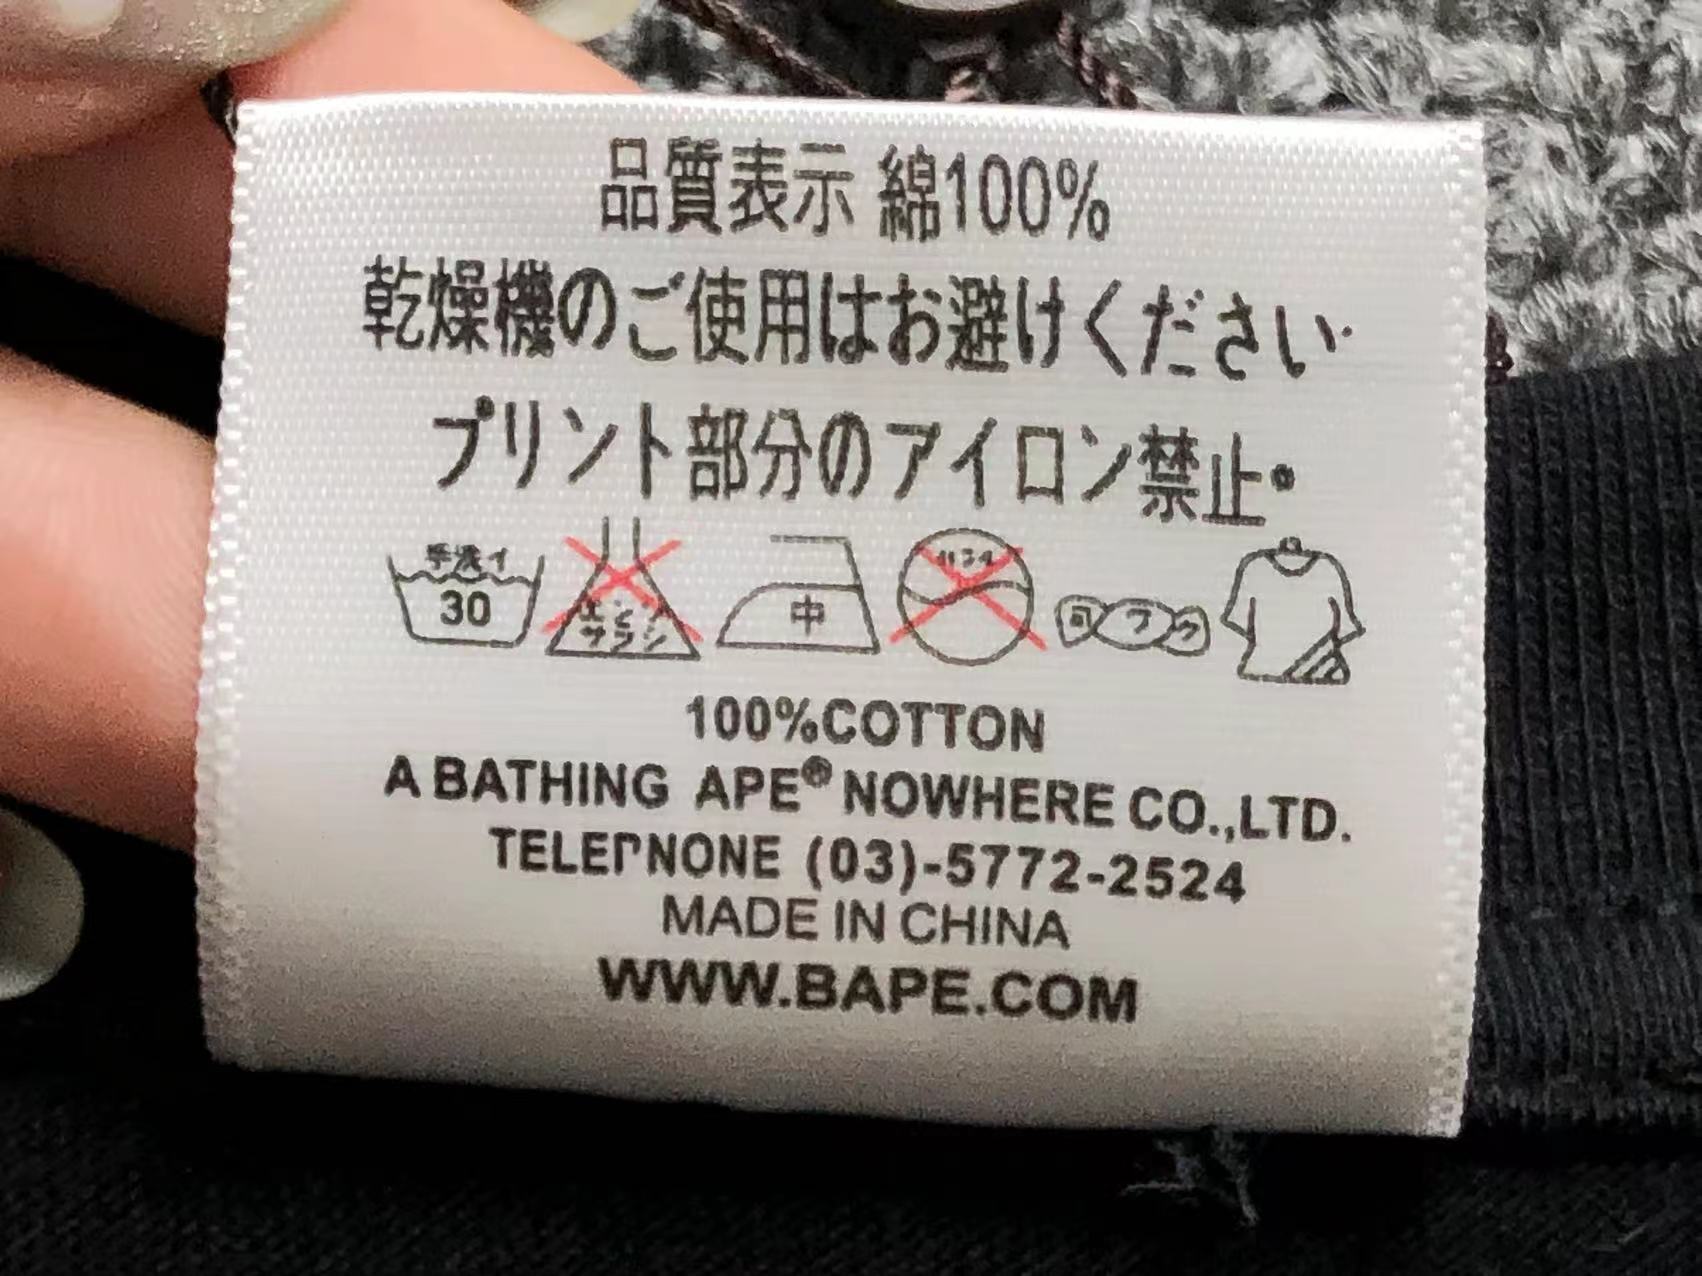 品質表示 綿100%
乾燥機のご使用はお避けください.
プリント部分のアイロン禁止。
手洗イ
30
中
100%COTTON
A BATHING APE® NOWHERE CO.,LTD.
TELEΓNONE (03)-5772-2524
MADE IN CHINA
WWW.BAPE.COM